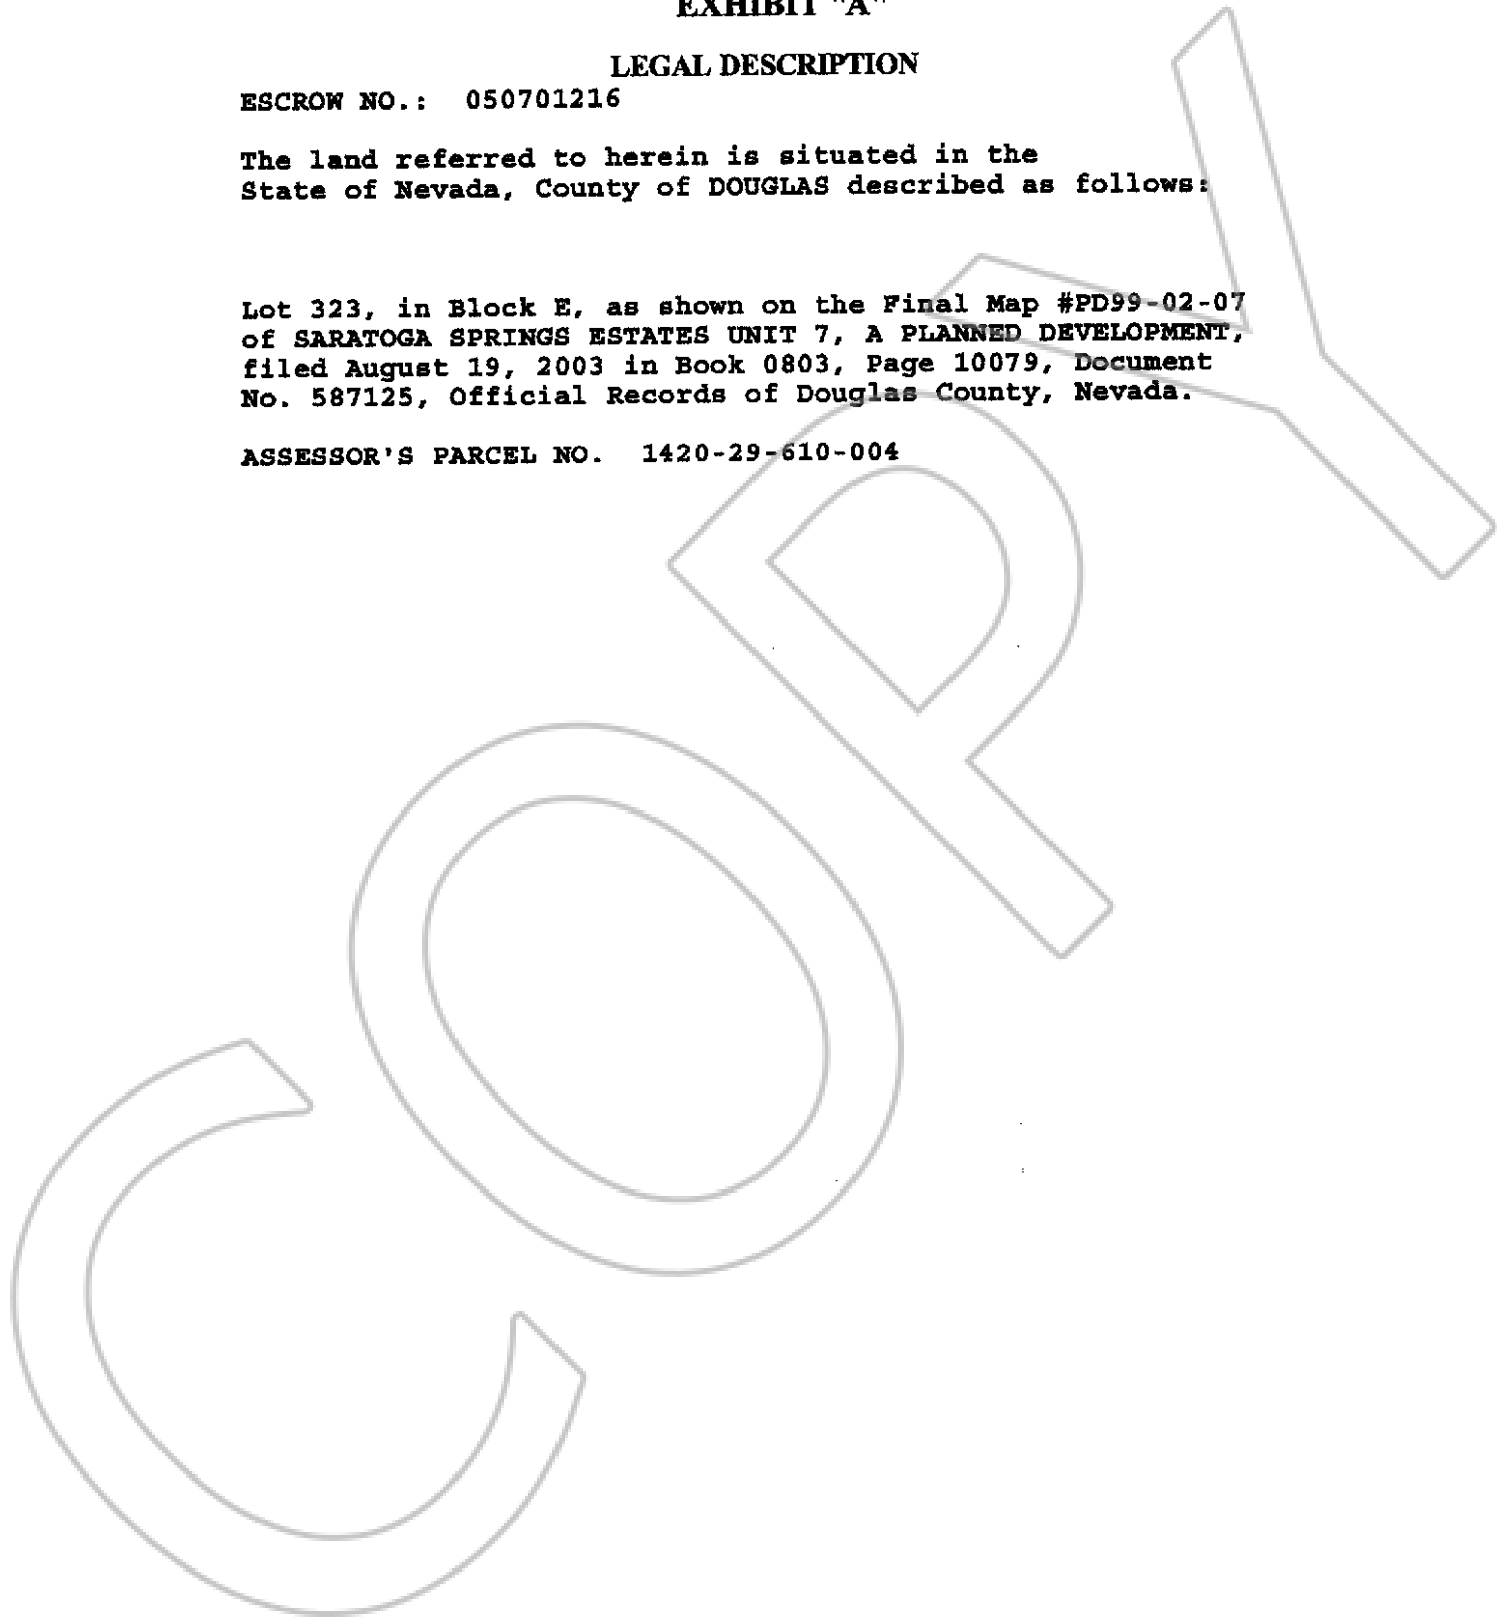 EXHIBIT "A"
LEGAL DESCRIPTION
ESCROW NO.: 050701216
The land referred to herein is situated in the
State of Nevada, County of DOUGLAS described as follows:
Lot 323, in Block E, as shown on the Final Map #PD99-02-07
of SARATOGA SPRINGS ESTATES UNIT 7, A PLANNED DEVELOPMENT,
filed August 19, 2003 in Book 0803, Page 10079, Document
No. 587125, Official Records of Douglas County, Nevada.
ASSESSOR'S PARCEL NO. 1420-29-610-004
COPY